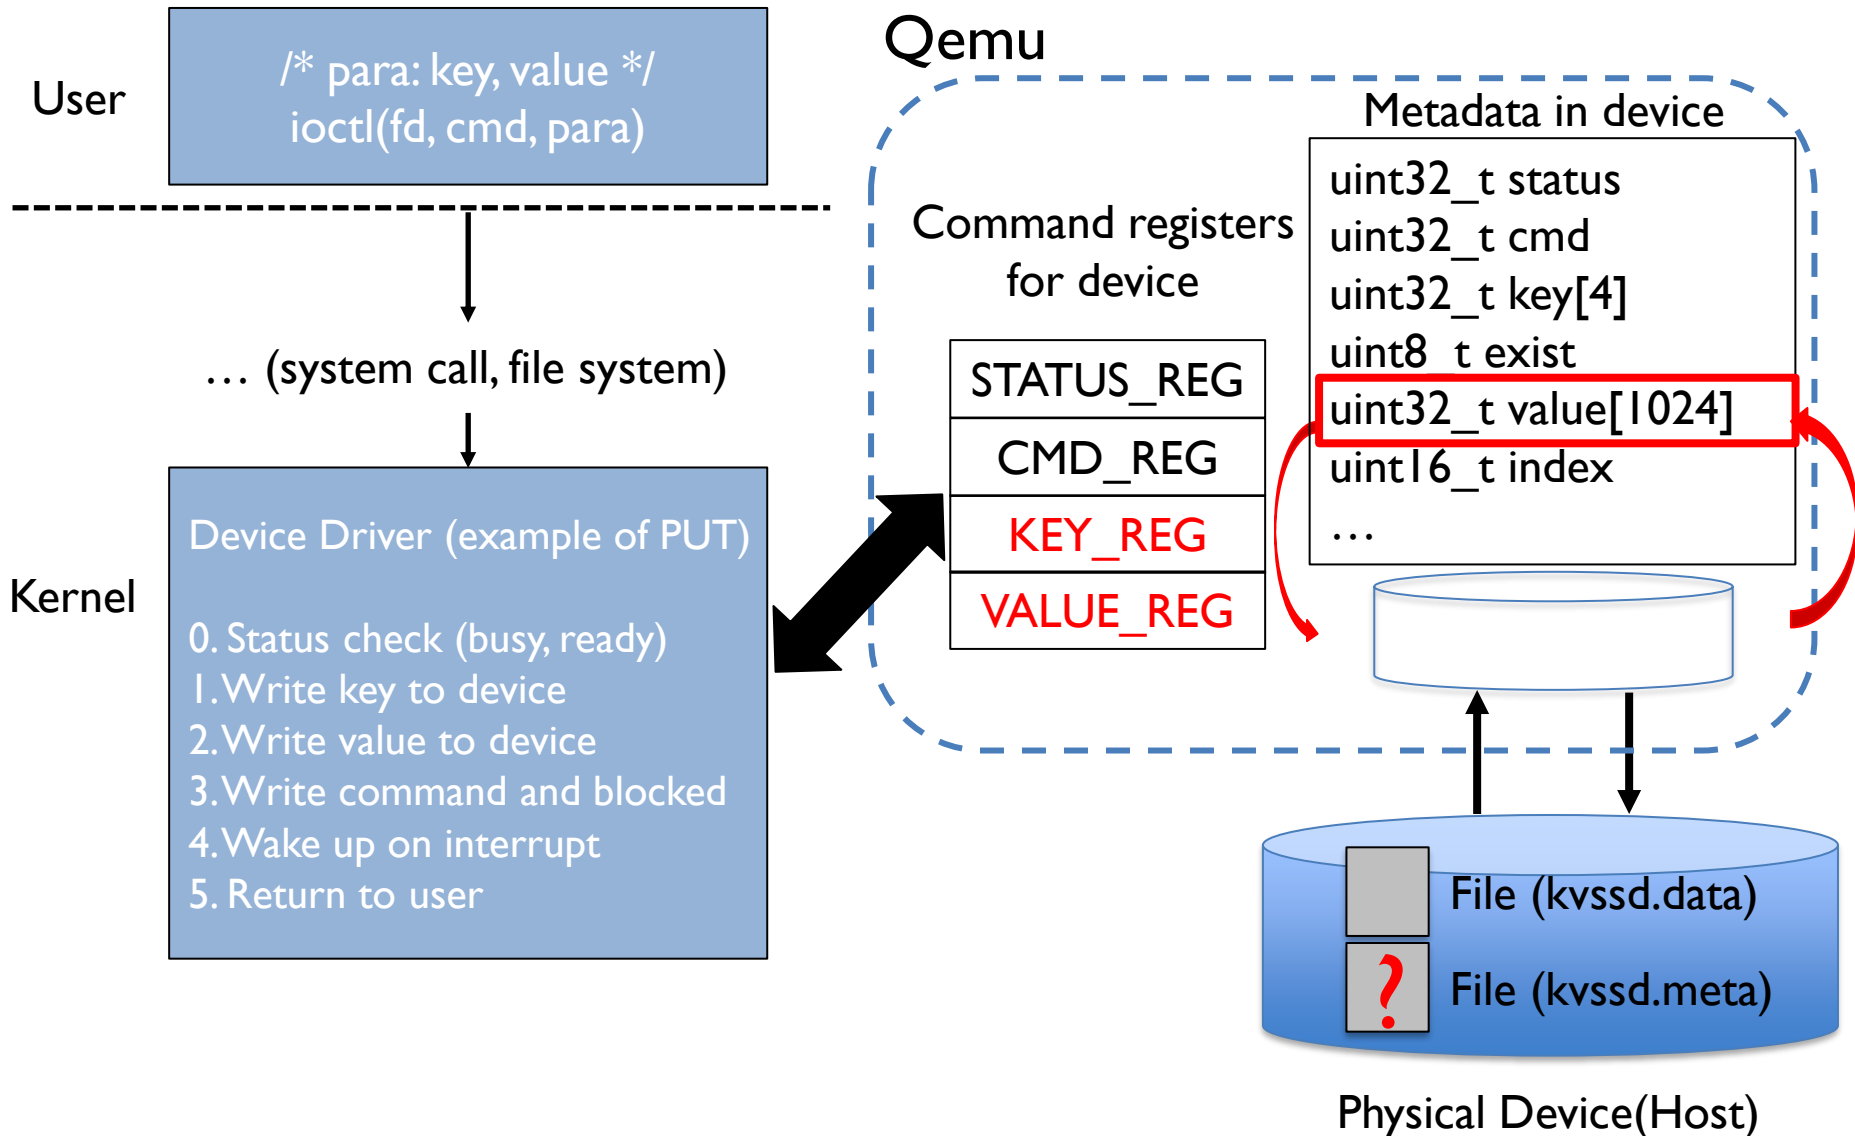 User
/* para: key, value */
ioctl(fd, cmd, para)
… (system call, file system)
Kernel
Device Driver (example of PUT)
0. Status check (busy, ready)
1. Write key to device
2. Write value to device
3. Write command and blocked
4. Wake up on interrupt
5. Return to user
Qemu
Command registers
for device
STATUS_REG
CMD_REG
KEY_REG
VALUE_REG
Metadata in device
uint32_t status
uint32_t cmd
uint32_t key[4]
uint8_t exist
uint32_t value[1024]
uint16_t index
…
File (kvssd.data)
?
File (kvssd.meta)
Physical Device(Host)